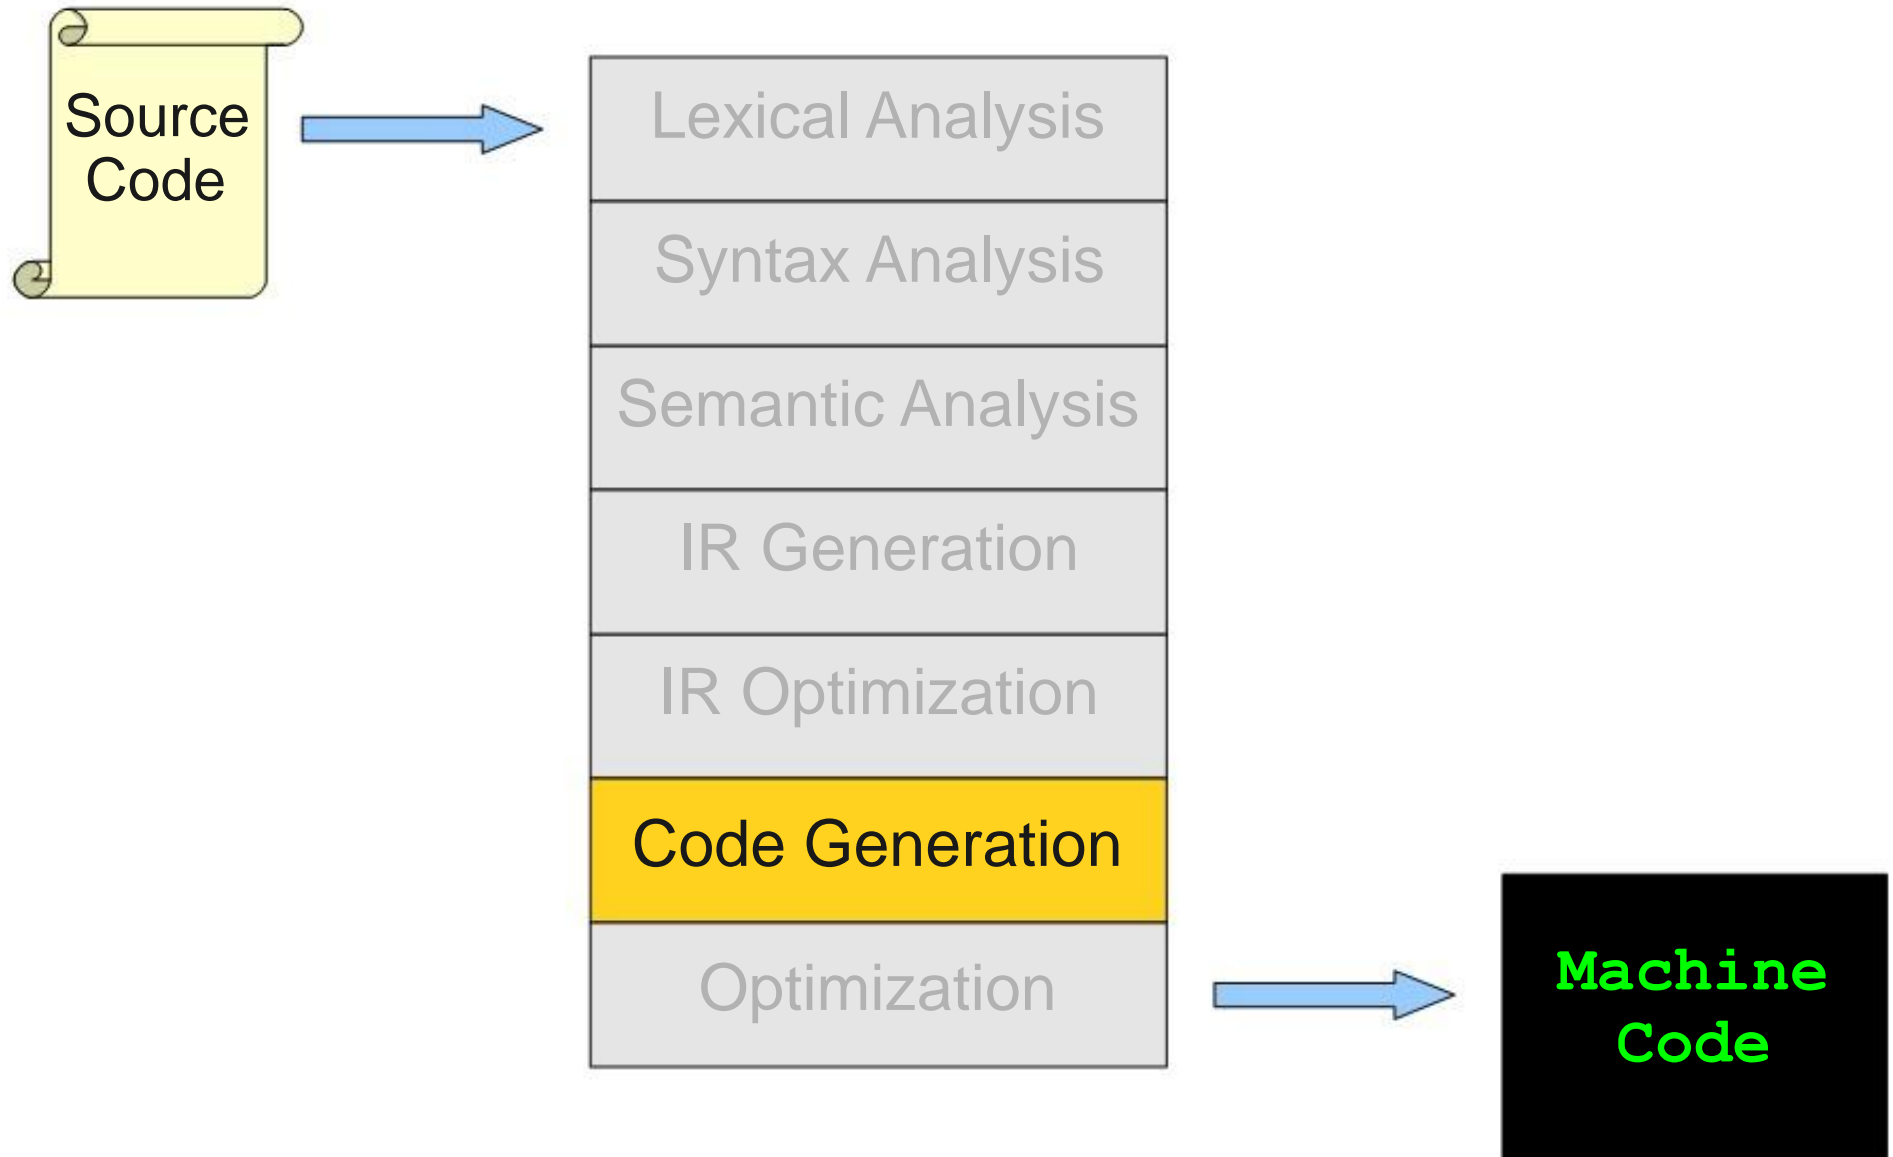 Source
Code
Lexical Analysis
Syntax Analysis
Semantic Analysis
IR Generation
IR Optimization
Code Generation
Optimization
Machine
Code